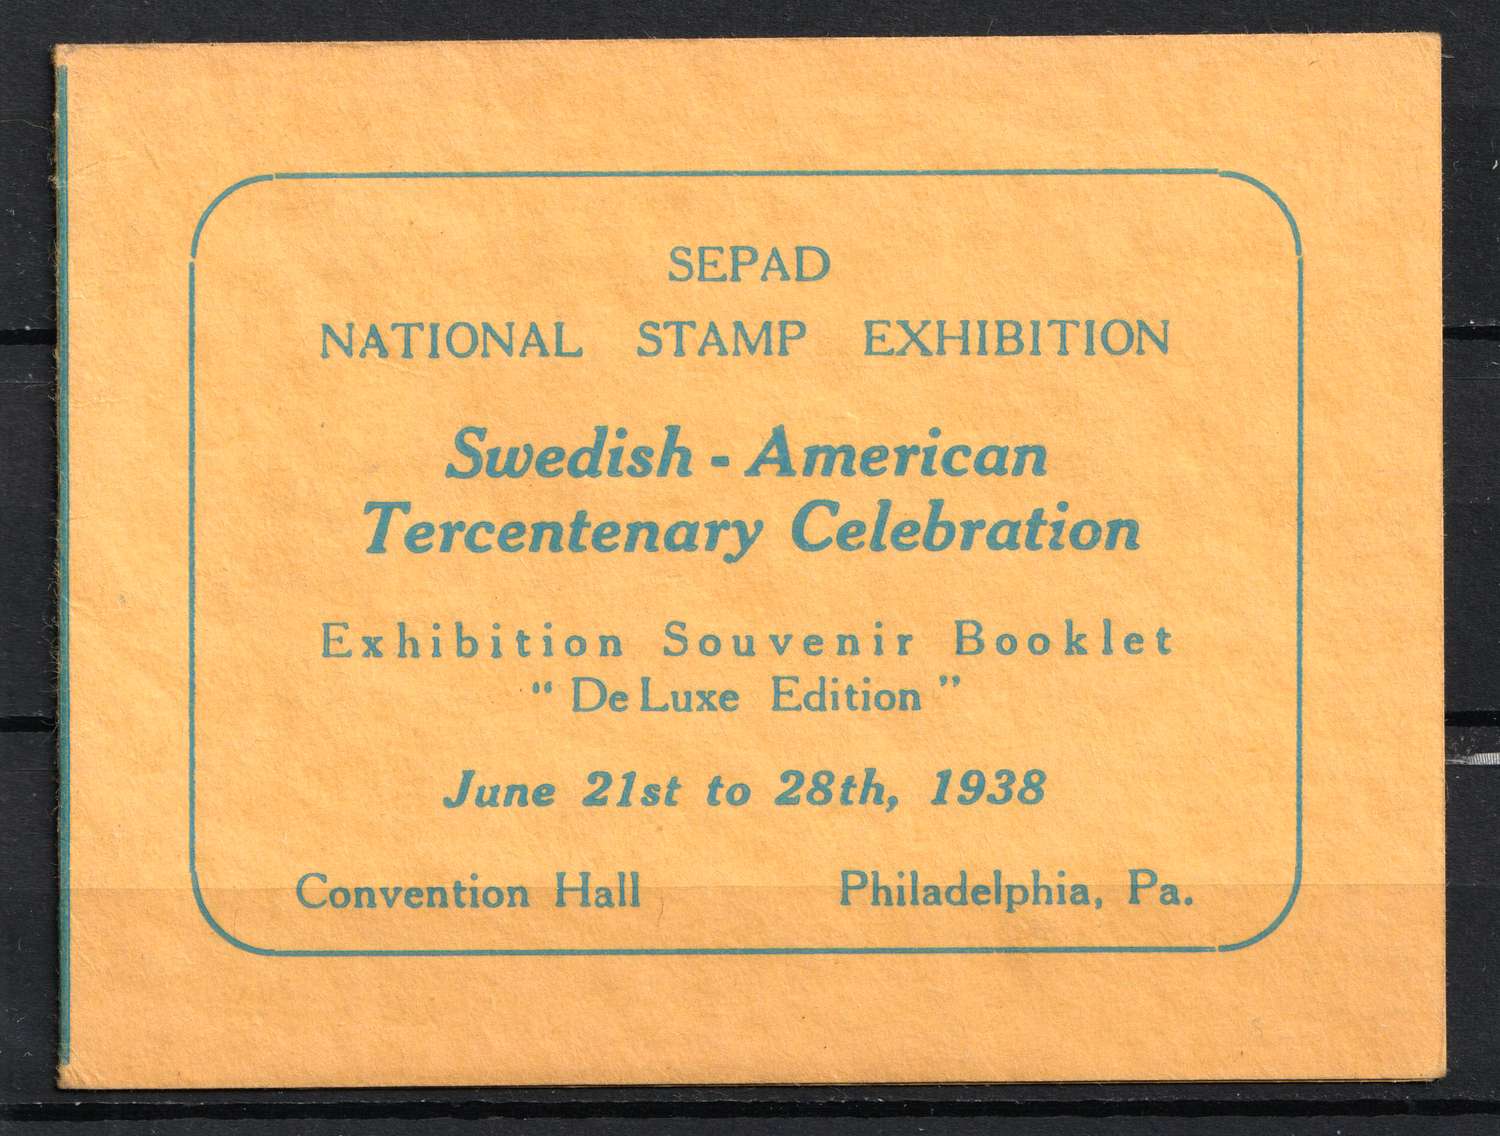 SEPAD
NATIONAL STAMP EXHIBITION
Swedish - American
Tercentenary Celebration
Exhibition Souvenir Booklet
“ De Luxe Edition ”
June 21st to 28th, 1938
Convention Hall Philadelphia, Pa.